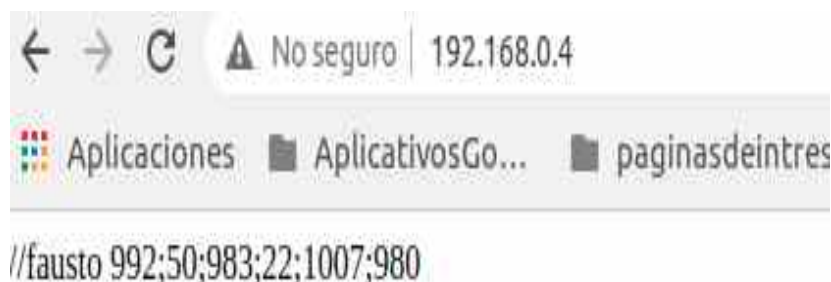 No seguro | 192.168.0.4
Aplicaciones AplicativosGo... paginasdeintres
//fausto 992;50;983;22;1007;980